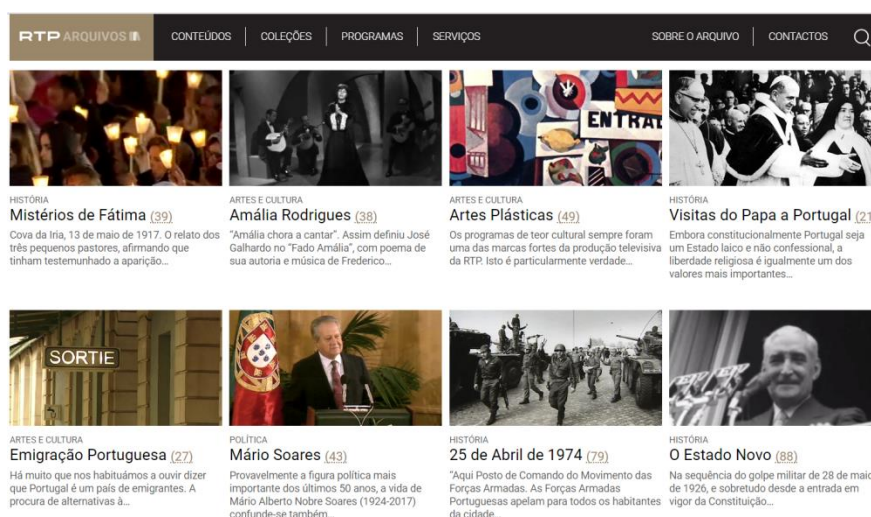 RTP ARQUIVOS
CONTEÚDOS
COLEÇÕES
PROGRAMAS
SERVIÇOS
SOBRE O ARQUIVO
CONTACTOS
ENTRA
HISTÓRIA
Mistérios de Fátima (39)
Cova da Iria, 13 de maio de 1917. O relato dos
três pequenos pastores, afirmando que
tinham testemunhado a aparição...
ARTES E CULTURA
Amália Rodrigues (38)
"Amália chora a cantar". Assim definiu José
Galhardo no "Fado Amália", com poema de
sua autoria e música de Frederico...
ARTES E CULTURA
Artes Plásticas (49)
Os programas de teor cultural sempre foram
uma das marcas fortes da produção televisiva
da RTP. Isto é particularmente verdade...
HISTÓRIA
Visitas do Papa a Portugal (21
Embora constitucionalmente Portugal seja
um Estado laico e não confessional, a
liberdade religiosa é igualmente um dos
valores mais importantes...
SORTIE
ARTES E CULTURA
Emigração Portuguesa (27)
Há muito que nos habituámos a ouvir dizer
que Portugal é um país de emigrantes. A
procura de alternativas à...
POLÍTICA
Mário Soares (43)
Provavelmente a figura política mais
importante dos últimos 50 anos, a vida de
Mário Alberto Nobre Soares (1924-2017)
confunde-se também...
HISTÓRIA
25 de Abril de 1974 (79)
"Aqui Posto de Comando do Movimento das
Forças Armadas. As Forças Armadas
Portuguesas apelam para todos os habitantes
da cidade...
HISTÓRIA
O Estado Novo (88)
Na sequência do golpe militar de 28 de maio
de 1926, e sobretudo desde a entrada em
vigor da Constituição...